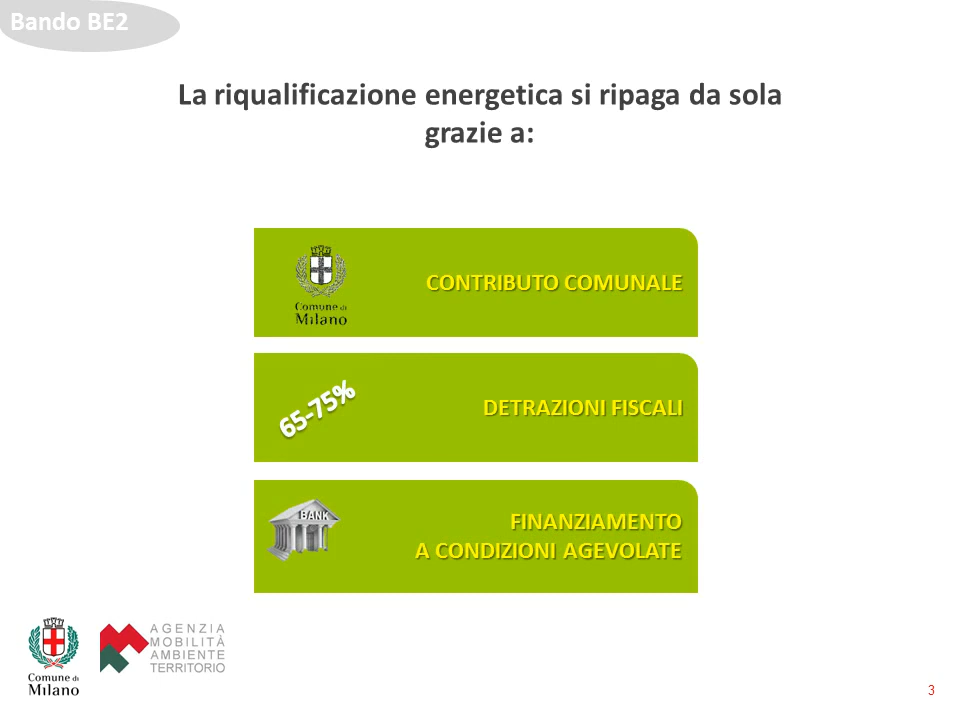 Bando BE2
La riqualificazione energetica si ripaga da sola
grazie a:
Comune di
Milano
CONTRIBUTO COMUNALE
65-75%
DETRAZIONI FISCALI
BANK
FINANZIAMENTO
A CONDIZIONI AGEVOLATE
Comune di
Milano
AGENZIA
MOBILITÀ
AMBIENTE
TERRITORIO
3